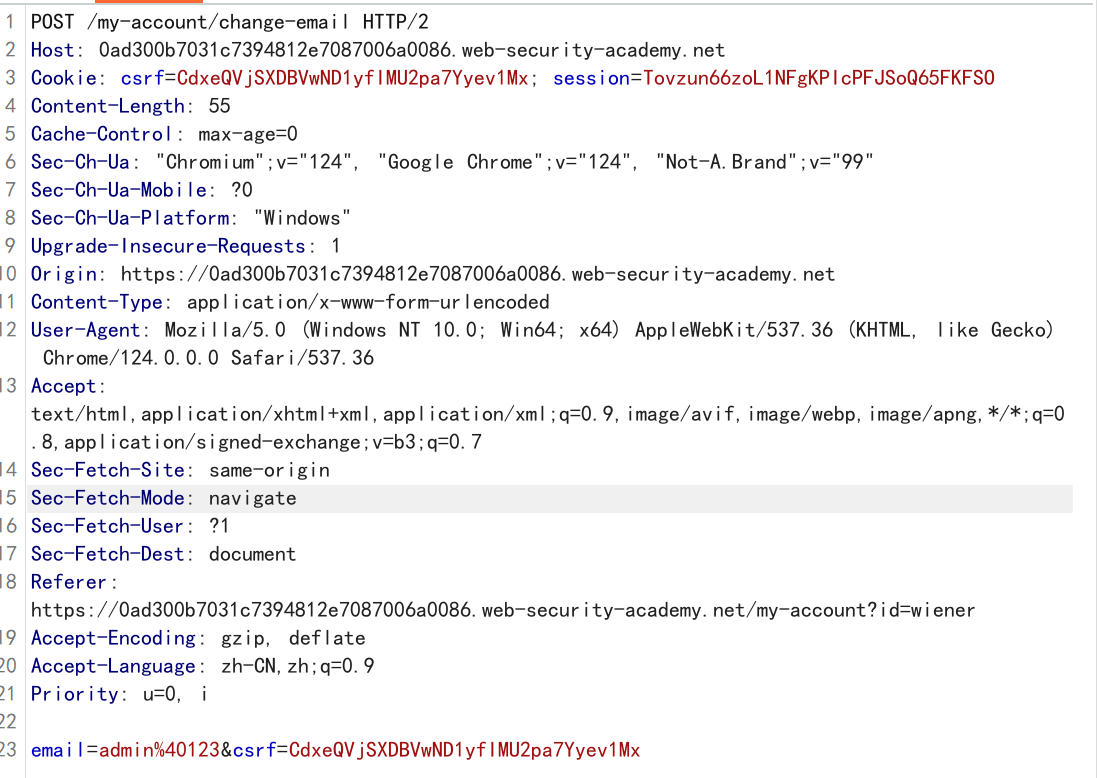 1 POST /my-account/change-email HTTP/2
2 Host: 0ad300b7031c7394812e7087006a0086.web-security-academy.net
3 Cookie: csrf=CdxeQVjSXDBVwND1yfIMU2pa7Yyev1Mx; session=Tovzun66zoL1NFgKPIcPFJSoQ65FKFSO
4 Content-Length: 55
5 Cache-Control: max-age=0
6 Sec-Ch-Ua: "Chromium";v="124", "Google Chrome";v="124", "Not-A.Brand";v="99"
7 Sec-Ch-Ua-Mobile: ?0
8 Sec-Ch-Ua-Platform: "Windows"
9 Upgrade-Insecure-Requests: 1
10 Origin: https://0ad300b7031c7394812e7087006a0086.web-security-academy.net
11 Content-Type: application/x-www-form-urlencoded
12 User-Agent: Mozilla/5.0 (Windows NT 10.0; Win64; x64) AppleWebKit/537.36 (KHTML, like Gecko)
Chrome/124.0.0.0 Safari/537.36
13 Accept:
text/html,application/xhtml+xml,application/xml;q=0.9,image/avif,image/webp,image/apng,*/*;q=0
.8,application/signed-exchange;v=b3;q=0.7
14 Sec-Fetch-Site: same-origin
15 Sec-Fetch-Mode: navigate
16 Sec-Fetch-User: ?1
17 Sec-Fetch-Dest: document
18 Referer:
https://0ad300b7031c7394812e7087006a0086.web-security-academy.net/my-account?id=wiener
19 Accept-Encoding: gzip, deflate
20 Accept-Language: zh-CN,zh;q=0.9
21 Priority: u=0, i
22
23 email=admin%40123&csrf=CdxeQVjSXDBVwND1yfIMU2pa7Yyev1Mx